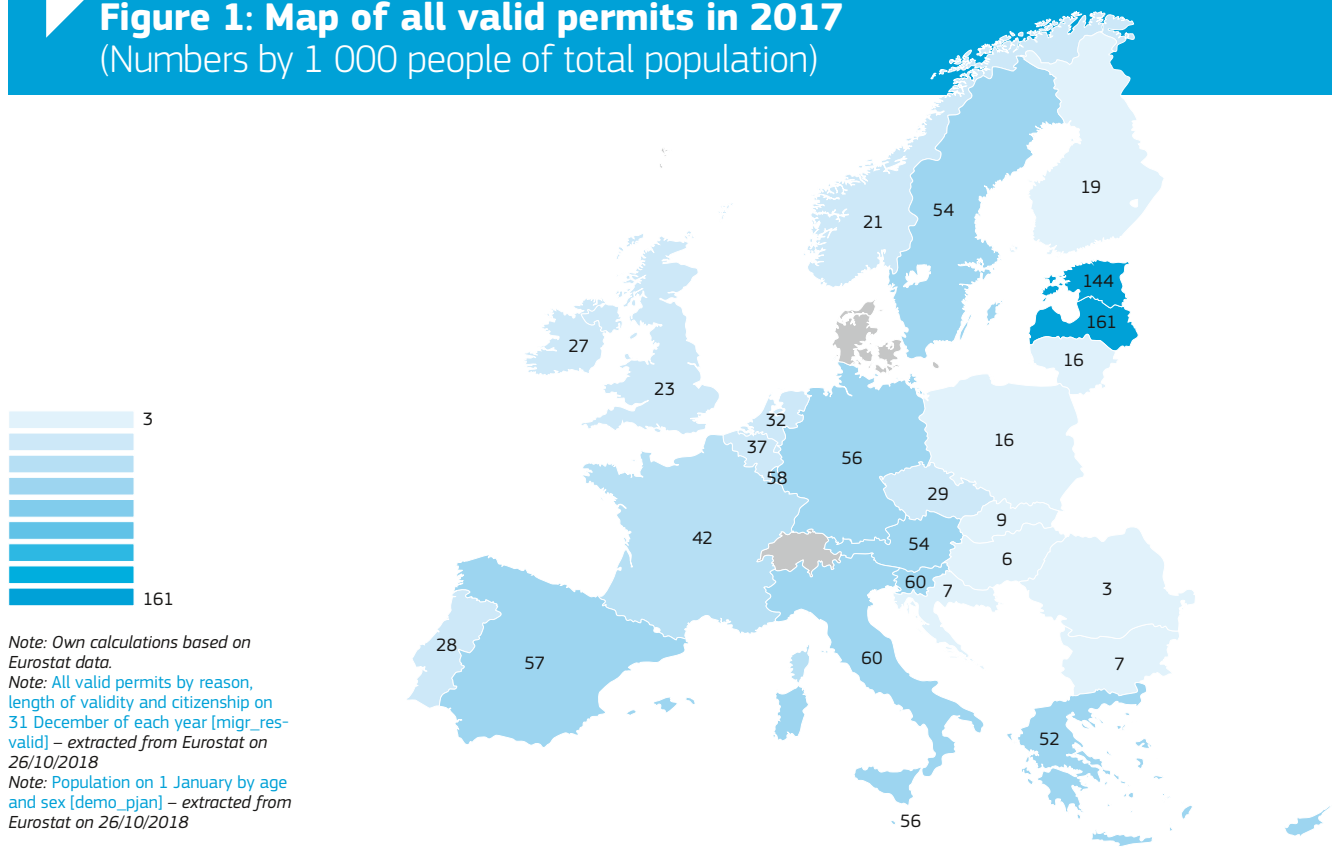 Figure 1: Map of all valid permits in 2017
(Numbers by 1 000 people of total population)
19
21
54
144
161
16
27
23
32
37
58
56
16
29
9
42
54
6
60
7
3
28
57
60
7
52
56
3
161
Note: Own calculations based on
Eurostat data.
Note: All valid permits by reason,
length of validity and citizenship on
31 December of each year [migr_res-
valid] – extracted from Eurostat on
26/10/2018
Note: Population on 1 January by age
and sex [demo_pjan] – extracted from
Eurostat on 26/10/2018